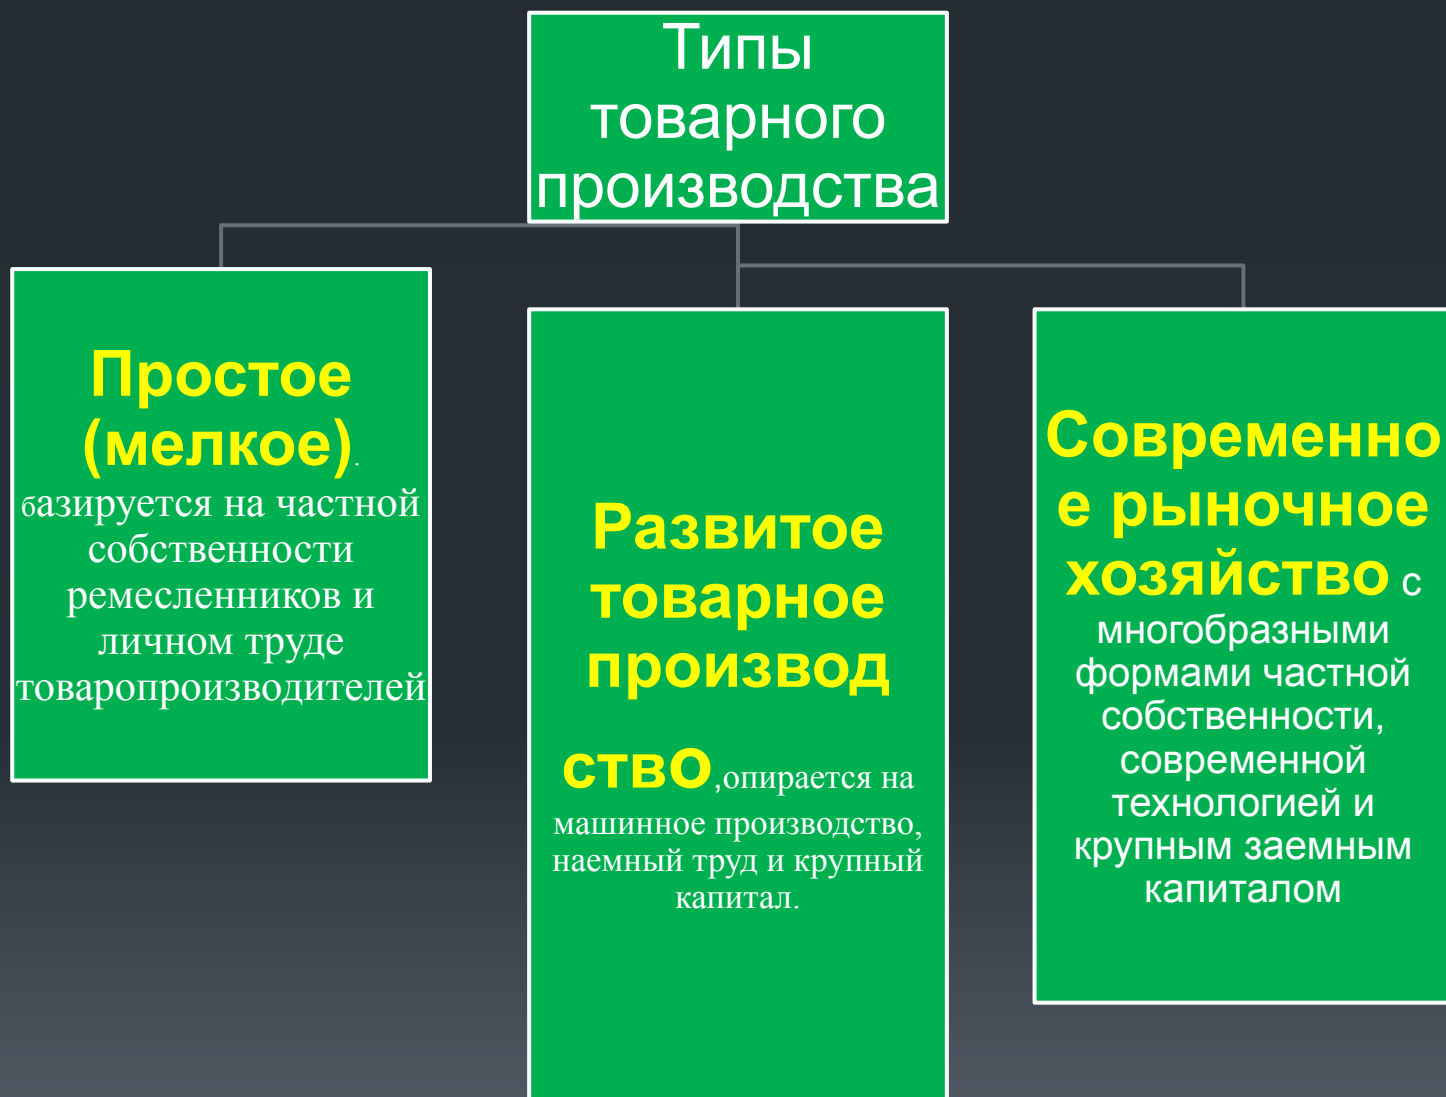 Типы
товарного
производства
Простое
(мелкое).
базируется на частной
собственности
ремесленников и
личном труде
товаропроизводителей
Развитое
товарное
производ
ство,опирается на
машинное производство,
наемный труд и крупный
капитал.
Современно
е рыночное
хозяйство с
многобразными
формами частной
собственности,
современной
технологией и
крупным заемным
капиталом